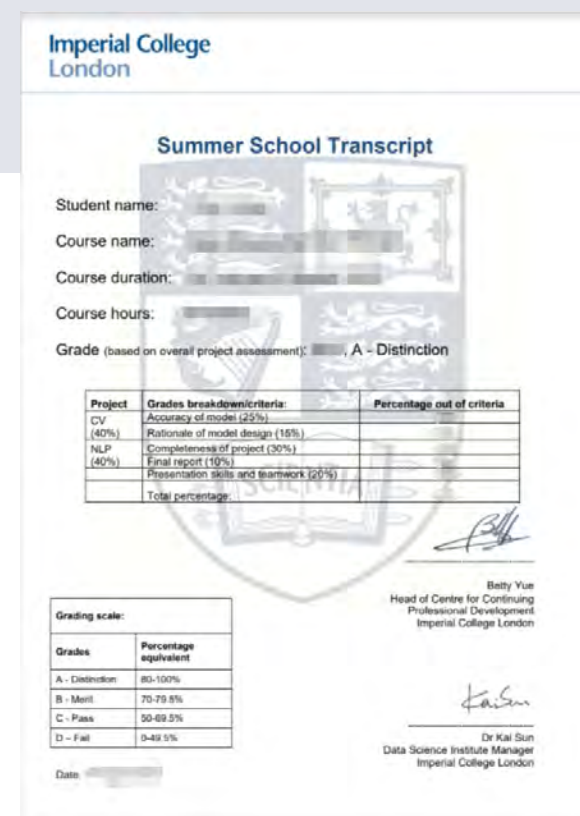 Imperial College
London
Summer School Transcript
Student name:
Course name:
Course duration:
Course hours:
Grade (based on overall project assessment): , A - Distinction
Project Grades breakdown/criteria: Percentage out of criteria
CV Accuracy of model (25%)
(40%) Rationale of model design (15%)
NLP Completeness of project (30%)
(40%) Final report (10%)
Presentation skills and teamwork (20%)
Total percentage:
SCIENTIA
Betty Yue
Head of Centre for Continuing
Professional Development
Imperial College London
Grading scale:
Grades Percentage equivalent
A - Distinction 80-100%
B - Merit 70-79.5%
C - Pass 50-69.5%
D – Fail 0-49.5%
Kai Sun
Dr Kai Sun
Data Science Institute Manager
Imperial College London
Date